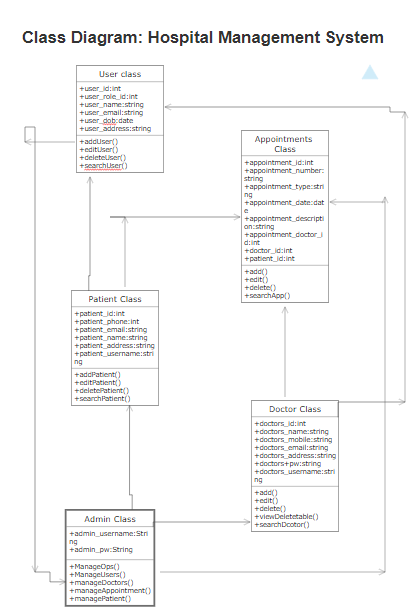 Class Diagram: Hospital Management System
User class
+user_id:int
+user_role_id:int
+user_name:string
+user_email:string
+user_dob:date
+user_address:string
+addUser()
+editUser()
+deleteUser()
+searchUser()
Appointments
Class
+appointment_id:int
+appointment_number:
string
+appointment_type:stri
ng
+appointment_date:dat
e
+appointment_descripti
on:string
+appointment_doctor_i
d:int
+doctor_id:int
+patient_id:int
+add()
+edit()
+delete()
+searchApp()
Patient Class
+patient_id:int
+patient_phone:int
+patient_email:string
+patient_name:string
+patient_address:string
+patient_username:stri
ng
+addPatient()
+editPatient()
+deletePatient()
+searchPatient()
Doctor Class
+doctors_id:int
+doctors_name:string
+doctors_mobile:string
+doctors_email:string
+doctors_address:string
+doctors+pw:string
+doctors_username:stri
ng
+add()
+edit()
+delete()
+viewDeletetable()
+searchDcotor()
Admin Class
+admin_username:Stri
ng
+admin_pw:String
+ManageOps()
+ManageUsers()
+manageDoctors()
+manageAppointment()
+managePatient()